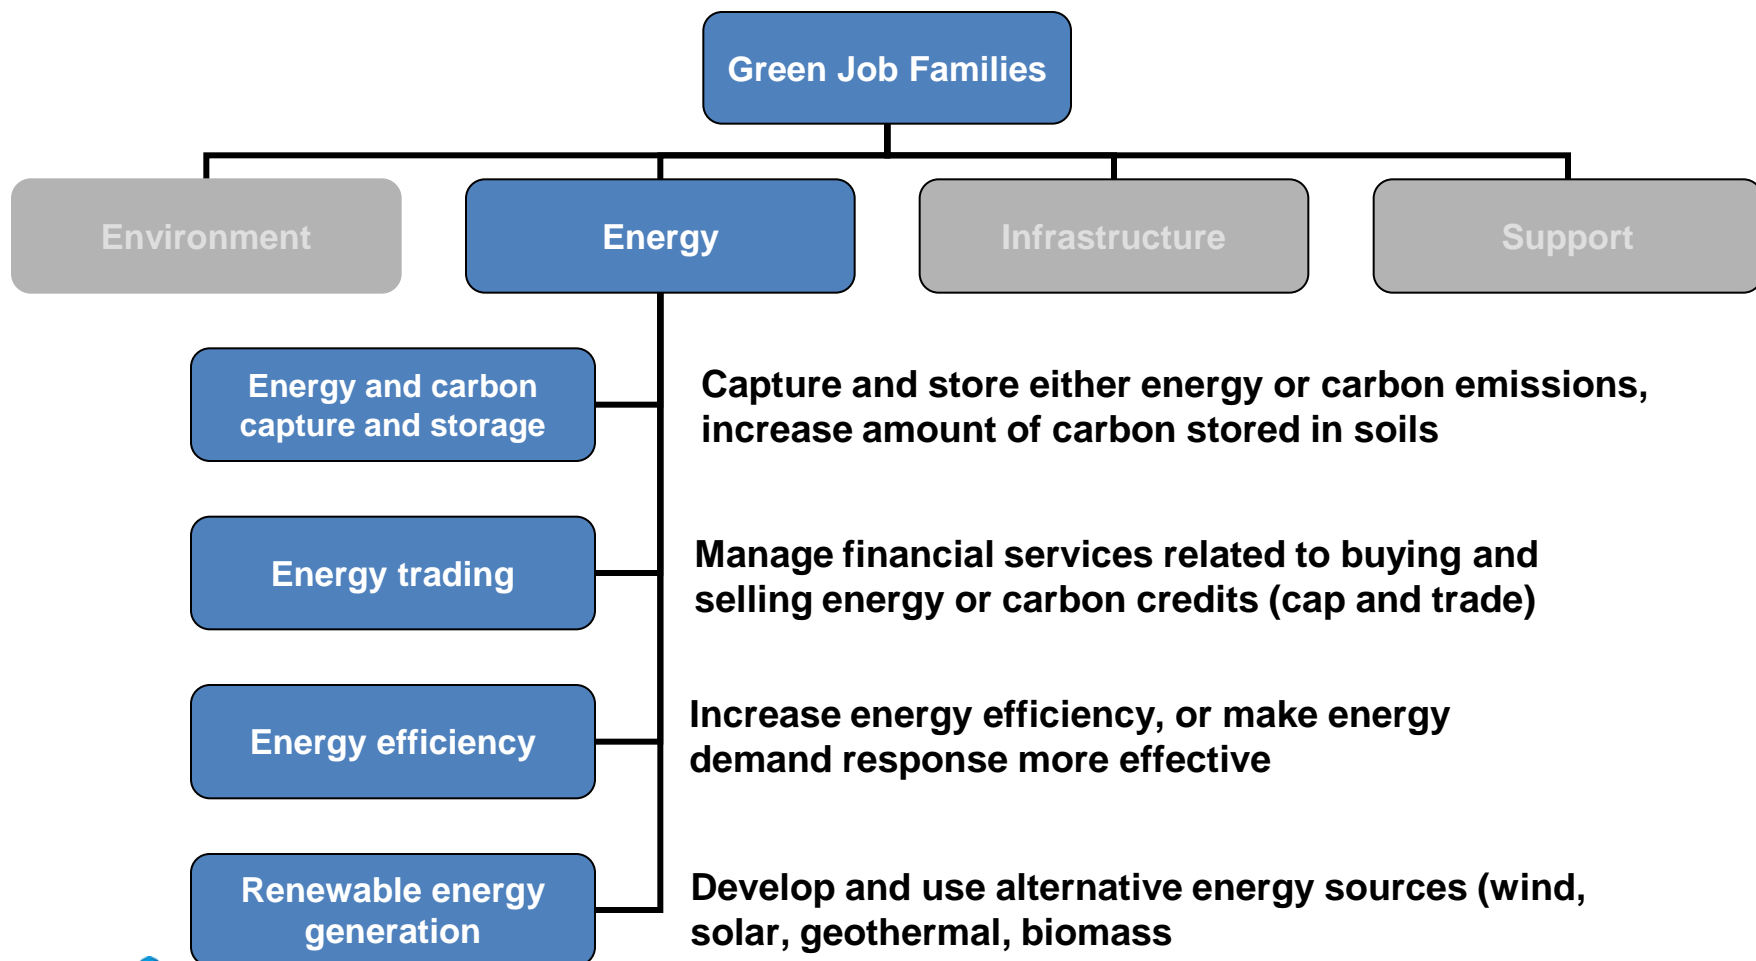 Green Job Families
Environment
Energy
Infrastructure
Support
Energy and carbon
capture and storage
Capture and store either energy or carbon emissions,
increase amount of carbon stored in soils
Energy trading
Manage financial services related to buying and
selling energy or carbon credits (cap and trade)
Energy efficiency
Increase energy efficiency, or make energy
demand response more effective
Renewable energy
generation
Develop and use alternative energy sources (wind,
solar, geothermal, biomass